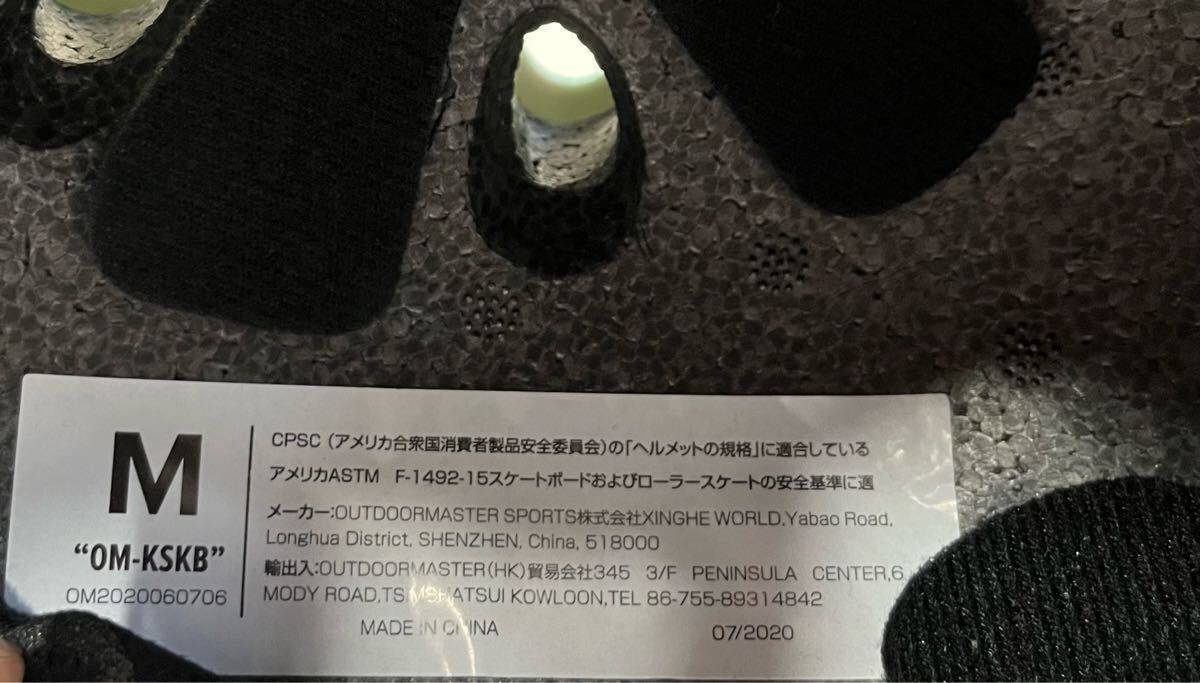 M
“OM-KSKB”
OM2020060706
CPSC（アメリカ合衆国消費者製品安全委員会）の「ヘルメットの規格」に適合している
アメリカASTM F-1492-15スケートボードおよびローラースケートの安全基準に適
メーカー:OUTDOORMASTER SPORTS株式会社XINGHE WORLD,Yabao Road,
Longhua District, SHENZHEN, China, 518000
輸出入:OUTDOORMASTER(HK)貿易会社345 3/F PENINSULA CENTER,6
MODY ROAD,TS MSHATSUI KOWLOON,TEL 86-755-89314842
MADE IN CHINA
07/2020